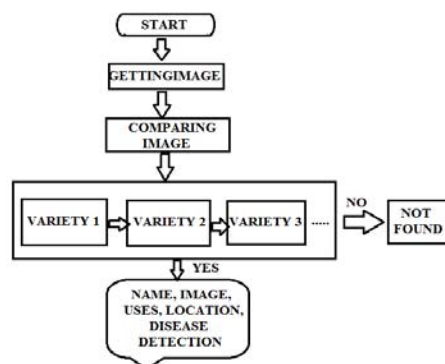 START
GETTINGIMAGE
COMPARING
IMAGE
VARIETY 1
VARIETY 2
VARIETY 3
.....
NO
NOT
FOUND
YES
NAME, IMAGE,
USES, LOCATION,
DISEASE
DETECTION